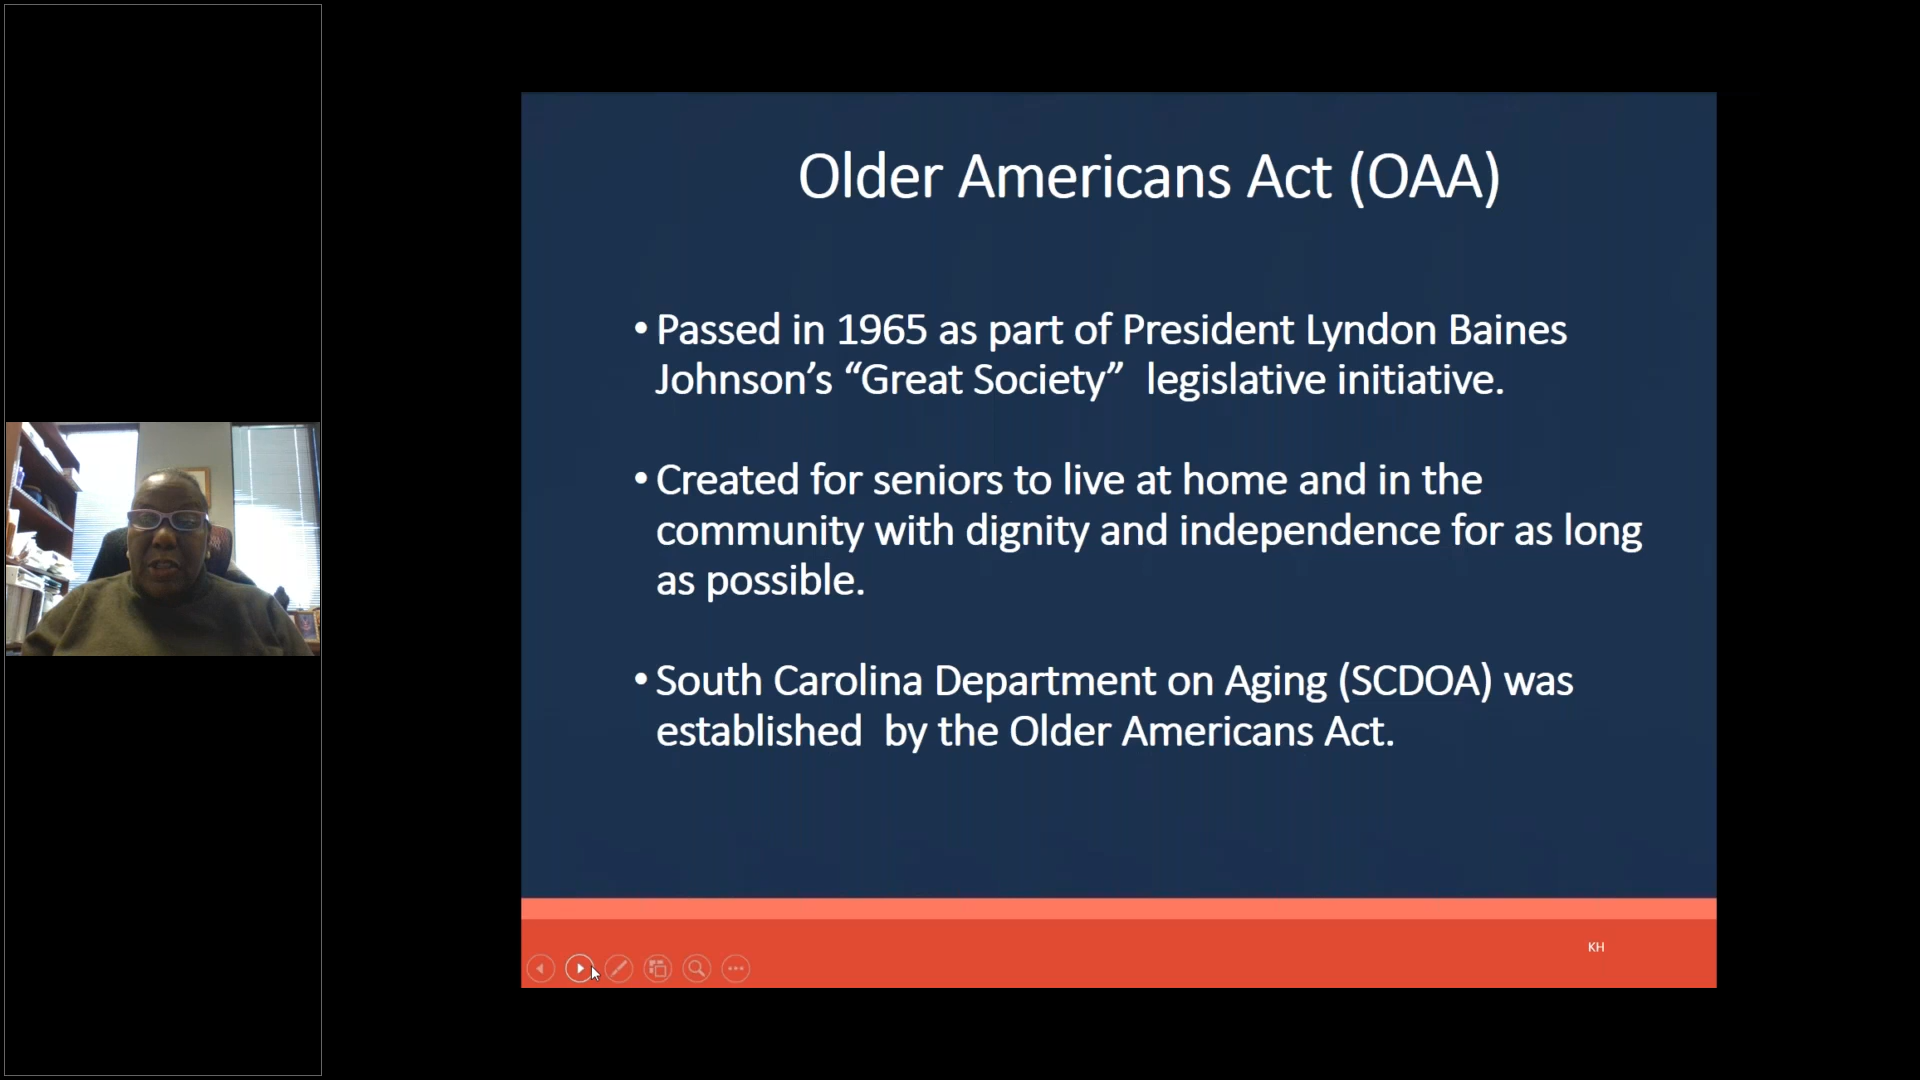 Older Americans Act (OAA)
• Passed in 1965 as part of President Lyndon Baines
Johnson’s “Great Society”  legislative initiative.
• Created for seniors to live at home and in the
community with dignity and independence for as long
as possible.
• South Carolina Department on Aging (SCDOA) was
established  by the Older Americans Act.
KH